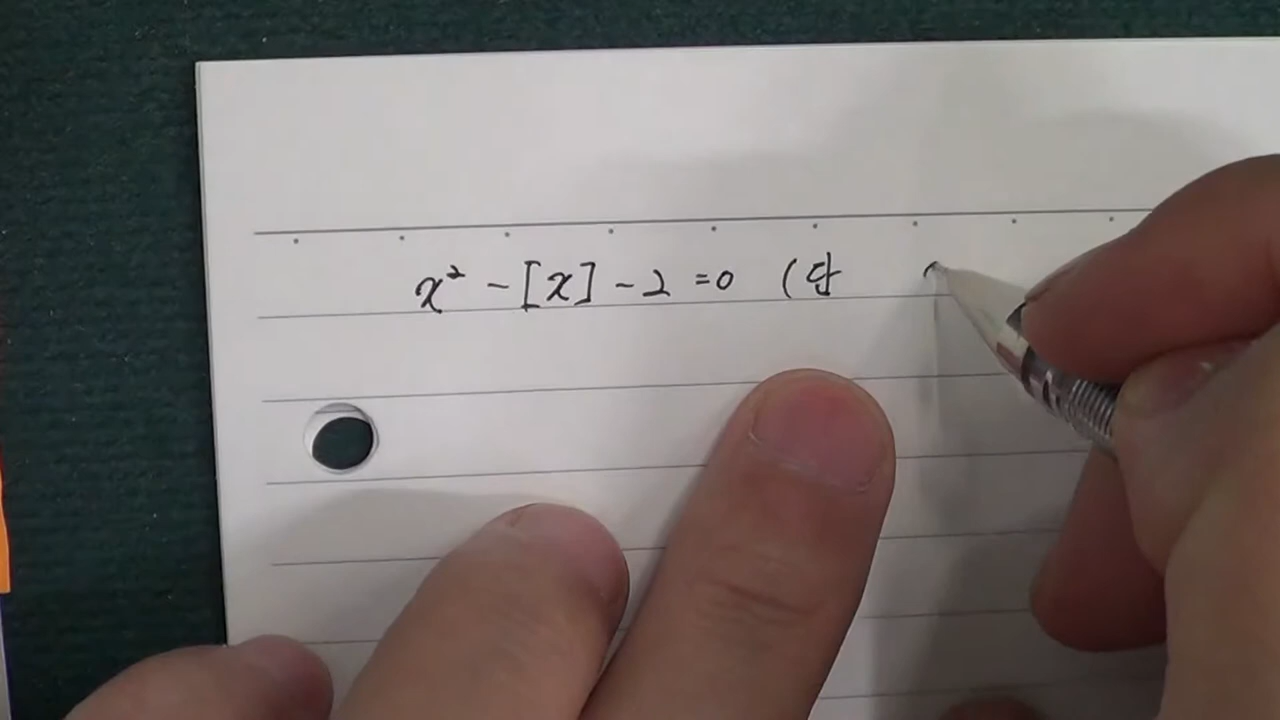 x² - [x] - 2 = 0 (단